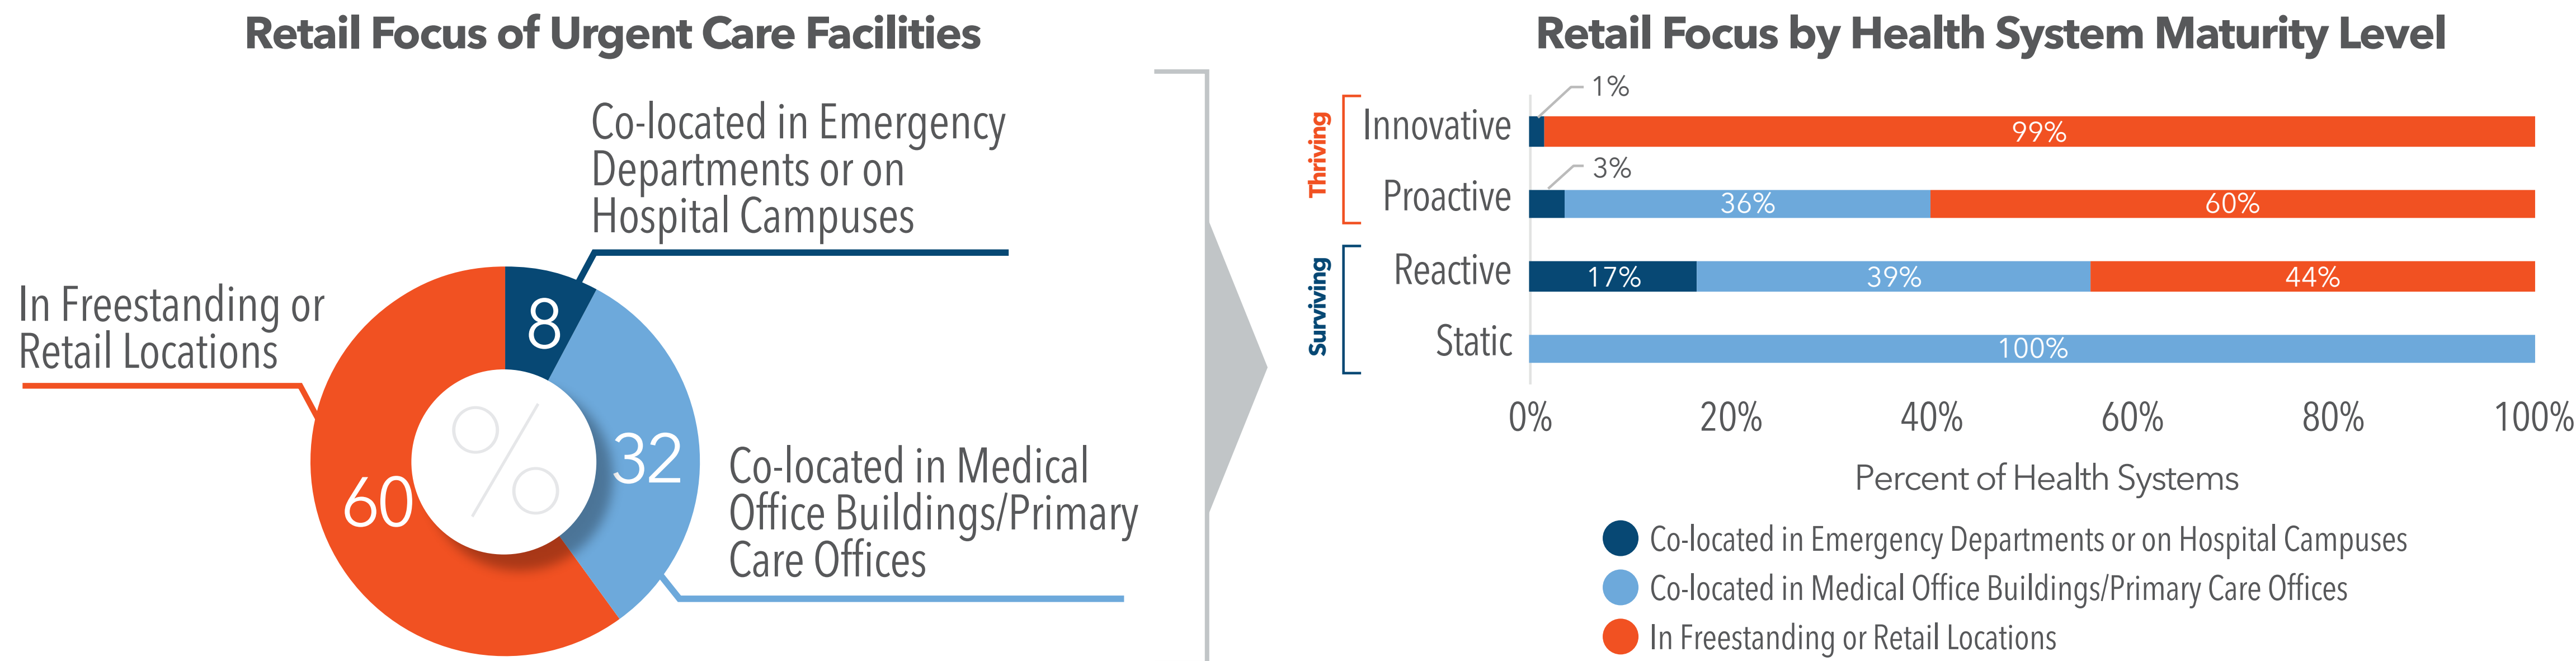 Retail Focus of Urgent Care Facilities
Co-located in Emergency
Departments or on
Hospital Campuses
In Freestanding or
Retail Locations
8
32
60
%
Co-located in Medical
Office Buildings/Primary
Care Offices
Retail Focus by Health System Maturity Level
Thriving
Innovative
1%
99%
Proactive
3%
36%
60%
Surviving
Reactive
17%
39%
44%
Static
100%
0%
20%
40%
60%
80%
100%
Percent of Health Systems
Co-located in Emergency Departments or on Hospital Campuses
Co-located in Medical Office Buildings/Primary Care Offices
In Freestanding or Retail Locations